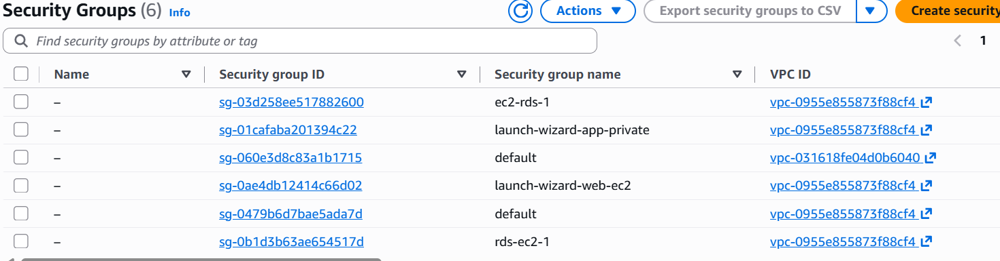 Security Groups (6) Info Actions Export security groups to CSV Create security
Find security groups by attribute or tag 1
Name Security group ID Security group name VPC ID
– sg-03d258ee517882600 ec2-rds-1 vpc-0955e855873f88cf4
– sg-01cafaba201394c22 launch-wizard-app-private vpc-0955e855873f88cf4
– sg-060e3d8c83a1b1715 default vpc-031618fe04d0b6040
– sg-0ae4db12414c66d02 launch-wizard-web-ec2 vpc-0955e855873f88cf4
– sg-0479b6d7bae5ada7d default vpc-0955e855873f88cf4
– sg-0b1d3b63ae654517d rds-ec2-1 vpc-0955e855873f88cf4